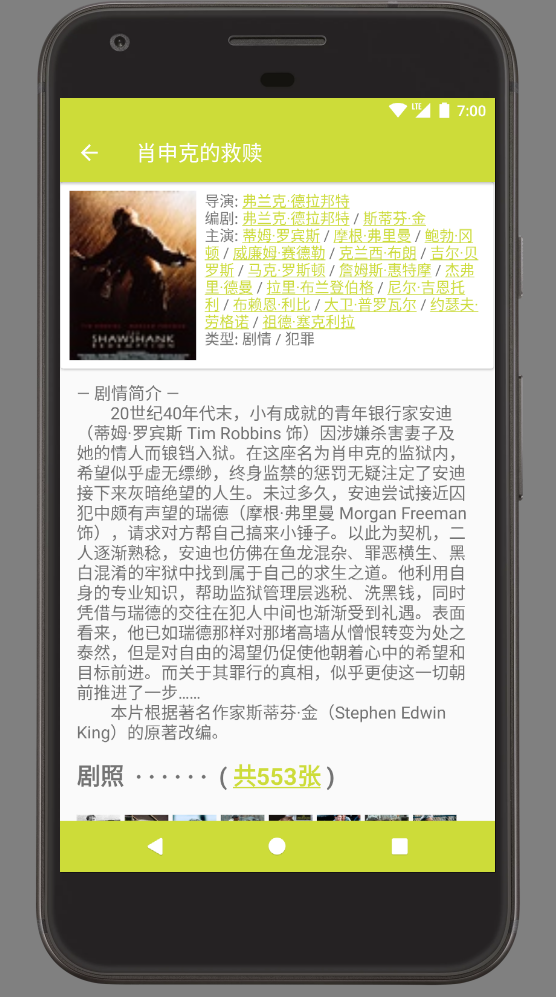 LTE 7:00
肖申克的救赎
导演: 弗兰克·德拉邦特
编剧: 弗兰克·德拉邦特 / 斯蒂芬·金
主演: 蒂姆·罗宾斯 / 摩根·弗里曼 / 鲍勃·冈
顿 / 威廉姆·赛德勒 / 克兰西·布朗 / 吉尔·贝
罗斯 / 马克·罗斯顿 / 詹姆斯·惠特摩 / 杰弗
里·德曼 / 拉里·布兰登伯格 / 尼尔·吉恩托
利 / 布赖恩·利比 / 大卫·普罗瓦尔 / 约瑟夫·
劳格诺 / 祖德·塞克利拉
类型: 剧情 / 犯罪
TIM ROBBINS MORGAN FREEMAN
THE
SHAWSHANK
REDEMPTION
— 剧情简介 —
20世纪40年代末，小有成就的青年银行家安迪
（蒂姆·罗宾斯 Tim Robbins 饰）因涉嫌杀害妻子及
她的情人而锒铛入狱。在这座名为肖申克的监狱内，
希望似乎虚无缥缈，终身监禁的惩罚无疑注定了安迪
接下来灰暗绝望的人生。未过多久，安迪尝试接近囚
犯中颇有声望的瑞德（摩根·弗里曼 Morgan Freeman
饰），请求对方帮自己搞来小锤子。以此为契机，二
人逐渐熟稔，安迪也仿佛在鱼龙混杂、罪恶横生、黑
白混淆的牢狱中找到属于自己的求生之道。他利用自
身的专业知识，帮助监狱管理层逃税、洗黑钱，同时
凭借与瑞德的交往在犯人中间也渐渐受到礼遇。表面
看来，他已如瑞德那样对那堵高墙从憎恨转变为处之
泰然，但是对自由的渴望仍促使他朝着心中的希望和
目标前进。而关于其罪行的真相，似乎更使这一切朝
前推进了一步……
本片根据著名作家斯蒂芬·金（Stephen Edwin
King）的原著改编。
剧照 · · · · · · ( 共553张 )